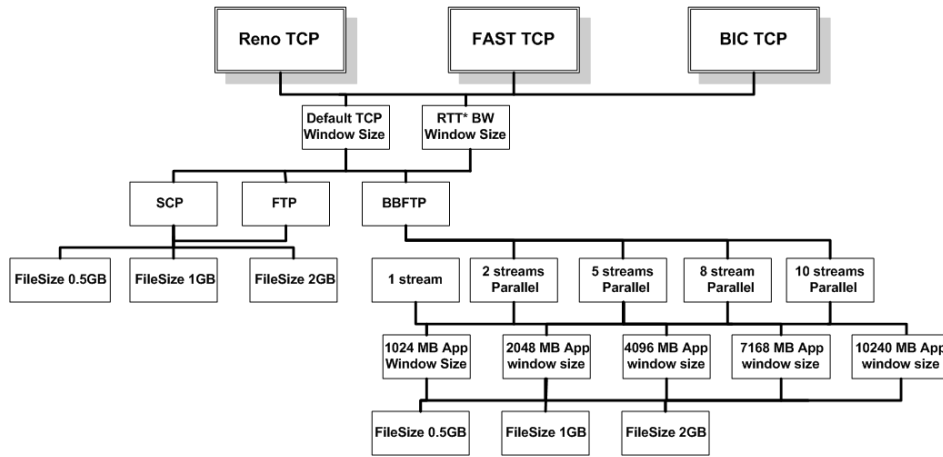 Reno TCP
FAST TCP
BIC TCP
Default TCP
Window Size
RTT* BW
Window Size
SCP
FTP
BBFTP
FileSize 0.5GB
FileSize 1GB
FileSize 2GB
1 stream
2 streams
Parallel
5 streams
Parallel
8 stream
Parallel
10 streams
Parallel
1024 MB App
Window Size
2048 MB App
window size
4096 MB App
window size
7168 MB App
window size
10240 MB App
window size
FileSize 0.5GB
FileSize 1GB
FileSize 2GB